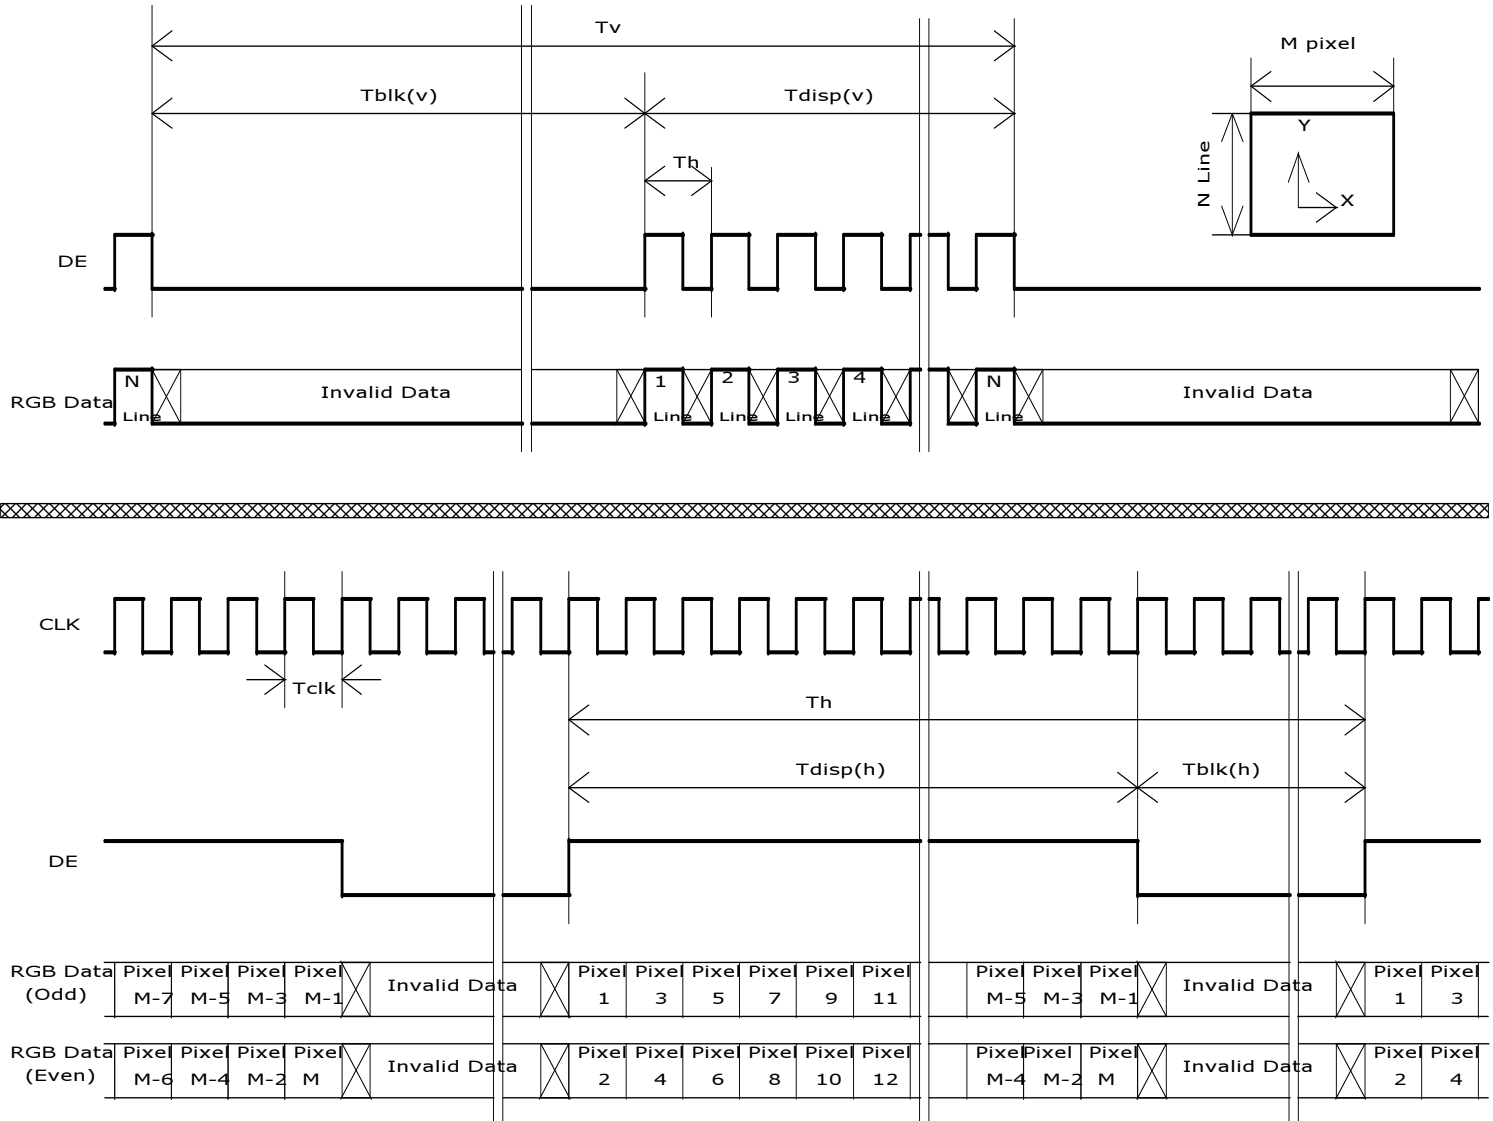 Tv
M pixel
Tblk(v)
Tdisp(v)
Y
Th
N Line
X
DE
N
Invalid Data
1
2
3
4
N
Invalid Data
RGB Data
Line
Line
Line
Line
Line
Line
CLK
Tclk
Th
Tdisp(h)
Tblk(h)
DE
RGB Data
(Odd)
Pixel Pixel Pixel Pixel
M-7 M-5 M-3 M-1
Invalid Data
Pixel Pixel Pixel Pixel Pixel Pixel
1 3 5 7 9 11
Pixel Pixel Pixel
M-5 M-3 M-1
Invalid Data
Pixel Pixel
1 3
RGB Data
(Even)
Pixel Pixel Pixel Pixel
M-6 M-4 M-2 M
Invalid Data
Pixel Pixel Pixel Pixel Pixel Pixel
2 4 6 8 10 12
Pixel Pixel Pixel
M-4 M-2 M
Invalid Data
Pixel Pixel
2 4